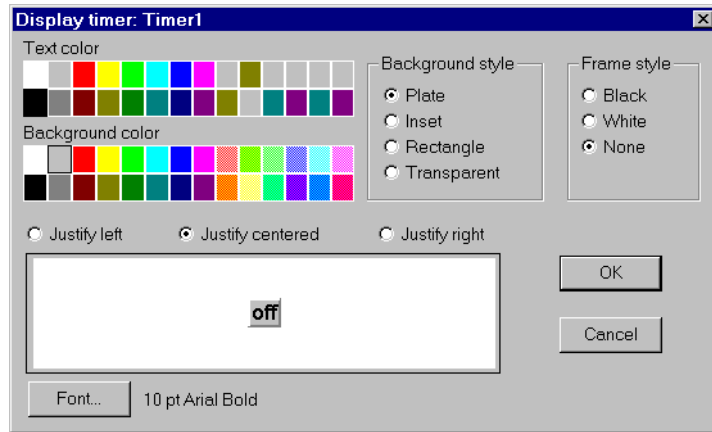 Display timer: Timer1
Text color
Background color
Background style
Plate
Inset
Rectangle
Transparent
Frame style
Black
White
None
Justify left Justify centered Justify right
off
OK
Cancel
Font... 10 pt Arial Bold